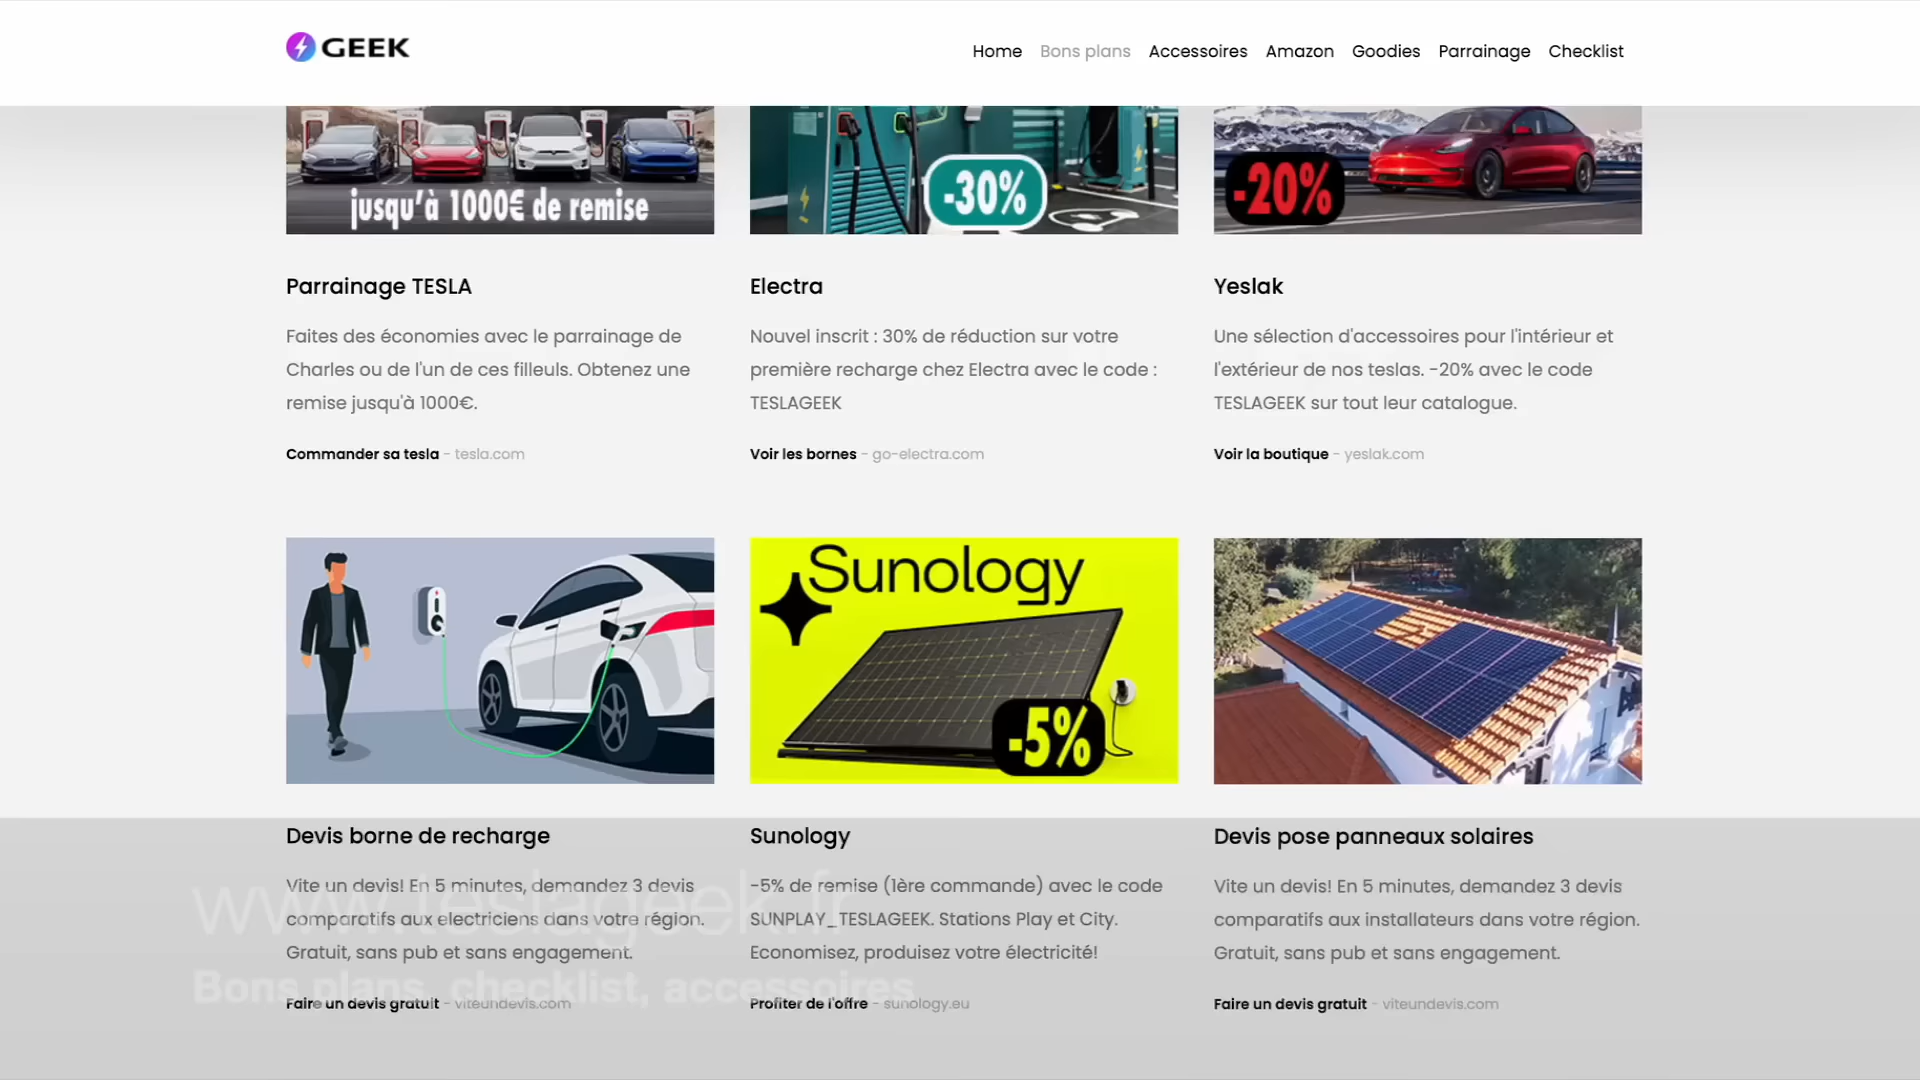 GEEK
Home Bons plans Accessoires Amazon Goodies Parrainage Checklist
jusqu'à 1000€ de remise
-30%
-20%
Parrainage TESLA
Faites des économies avec le parrainage de
Charles ou de l'un de ces filleuls. Obtenez une
remise jusqu'à 1000€.
Commander sa tesla - tesla.com
Electra
Nouvel inscrit : 30% de réduction sur votre
première recharge chez Electra avec le code :
TESLAGEEK
Voir les bornes - go-electra.com
Yeslak
Une sélection d'accessoires pour l'intérieur et
l'extérieur de nos teslas. -20% avec le code
TESLAGEEK sur tout leur catalogue.
Voir la boutique - yeslak.com
Sunology
-5%
Devis borne de recharge
Vite un devis! En 5 minutes, demandez 3 devis
comparatifs aux electriciens dans votre région.
Gratuit, sans pub et sans engagement.
Faire un devis gratuit - viteundevis.com
Sunology
-5% de remise (1ère commande) avec le code
SUNPLAY_TESLAGEEK. Stations Play et City.
Economisez, produisez votre électricité!
Profiter de l'offre - sunology.eu
Devis pose panneaux solaires
Vite un devis! En 5 minutes, demandez 3 devis
comparatifs aux installateurs dans votre région.
Gratuit, sans pub et sans engagement.
Faire un devis gratuit - viteundevis.com
www.teslageek.fr
Bons plans, checklist, accessoires